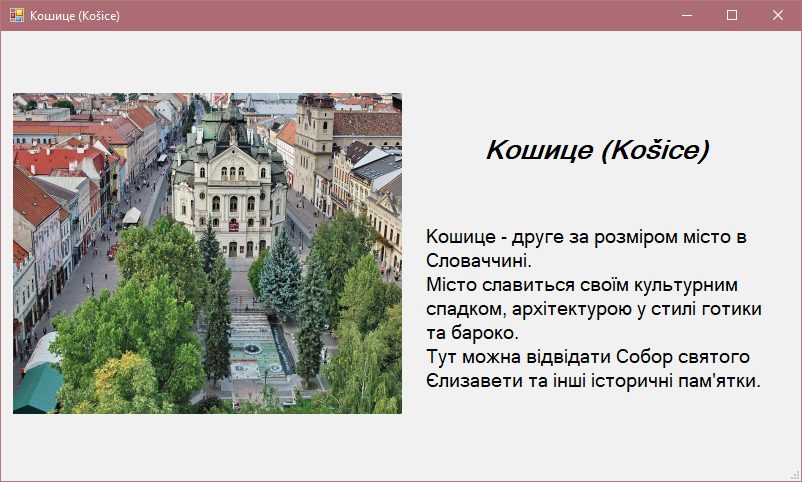 Кошице (Košice)
Кошице (Košice)
Кошице - друге за розміром місто в
Словаччині.
Місто славиться своїм культурним
спадком, архітектурою у стилі готики
та бароко.
Тут можна відвідати Собор святого
Єлизавети та інші історичні пам'ятки.